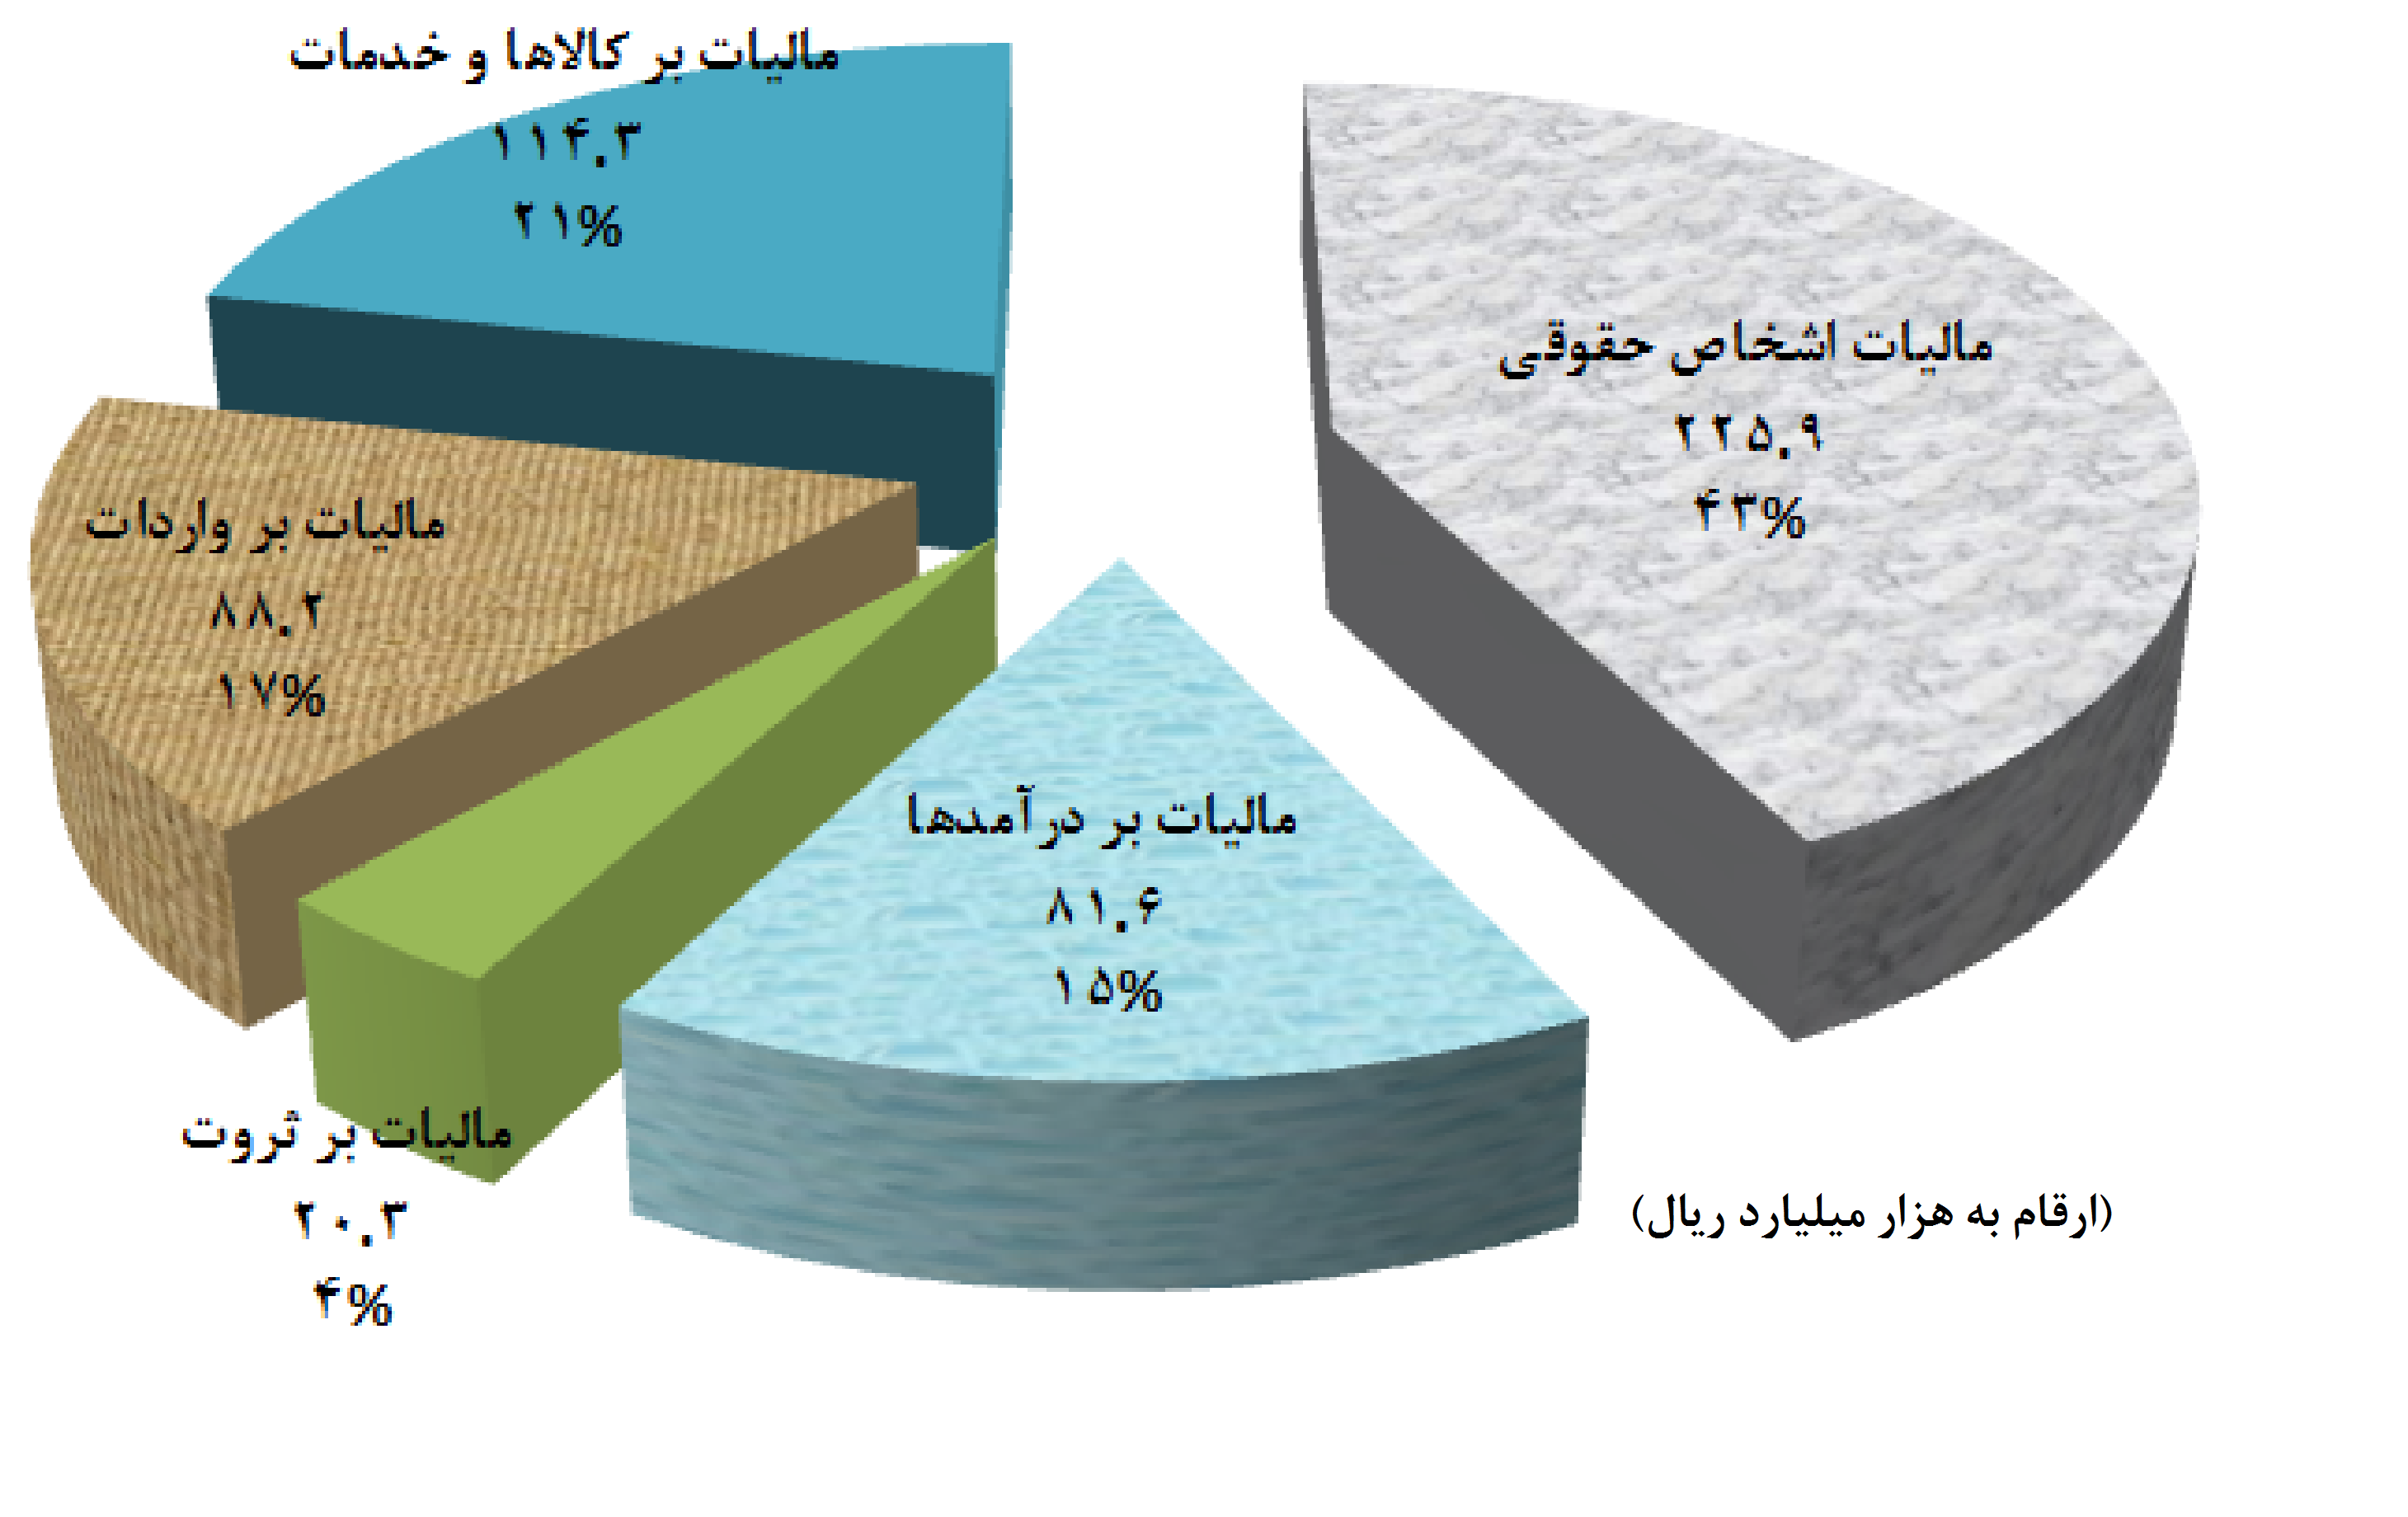 مالیات بر کالاها و خدمات
۱۱۴.۳
۲۱%
مالیات اشخاص حقوقی
۲۲۵.۹
۴۳%
مالیات بر واردات
۸۸.۲
۱۷%
مالیات بر درآمدها
۸۱.۶
۱۵%
مالیات بر ثروت
۲۰.۳
۴%
(ارقام به هزار میلیارد ریال)